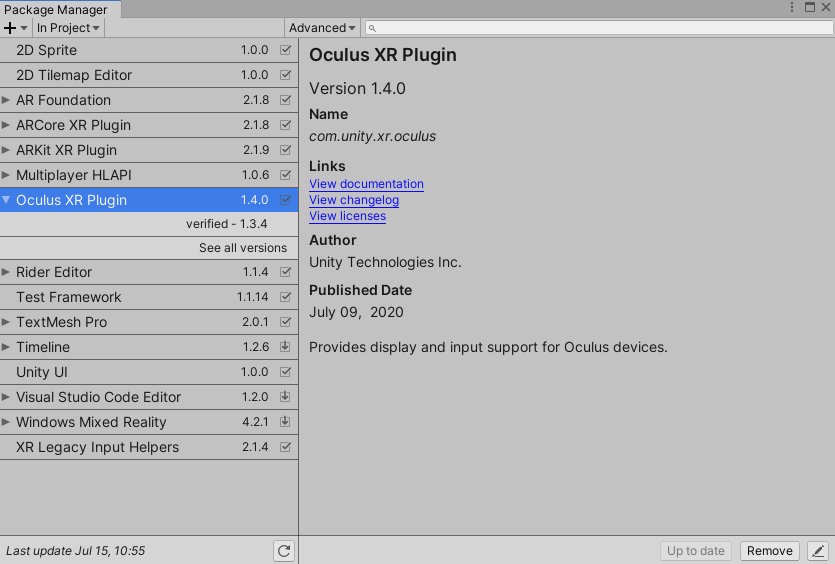 Package Manager
In Project
Advanced
2D Sprite 1.0.0
2D Tilemap Editor 1.0.0
AR Foundation 2.1.8
ARCore XR Plugin 2.1.8
ARKit XR Plugin 2.1.9
Multiplayer HLAPI 1.0.6
Oculus XR Plugin 1.4.0
verified - 1.3.4
See all versions
Rider Editor 1.1.4
Test Framework 1.1.14
TextMesh Pro 2.0.1
Timeline 1.2.6
Unity UI 1.0.0
Visual Studio Code Editor 1.2.0
Windows Mixed Reality 4.2.1
XR Legacy Input Helpers 2.1.4
Last update Jul 15, 10:55
Oculus XR Plugin
Version 1.4.0
Name
com.unity.xr.oculus
Links
View documentation
View changelog
View licenses
Author
Unity Technologies Inc.
Published Date
July 09,  2020
Provides display and input support for Oculus devices.
Up to date
Remove